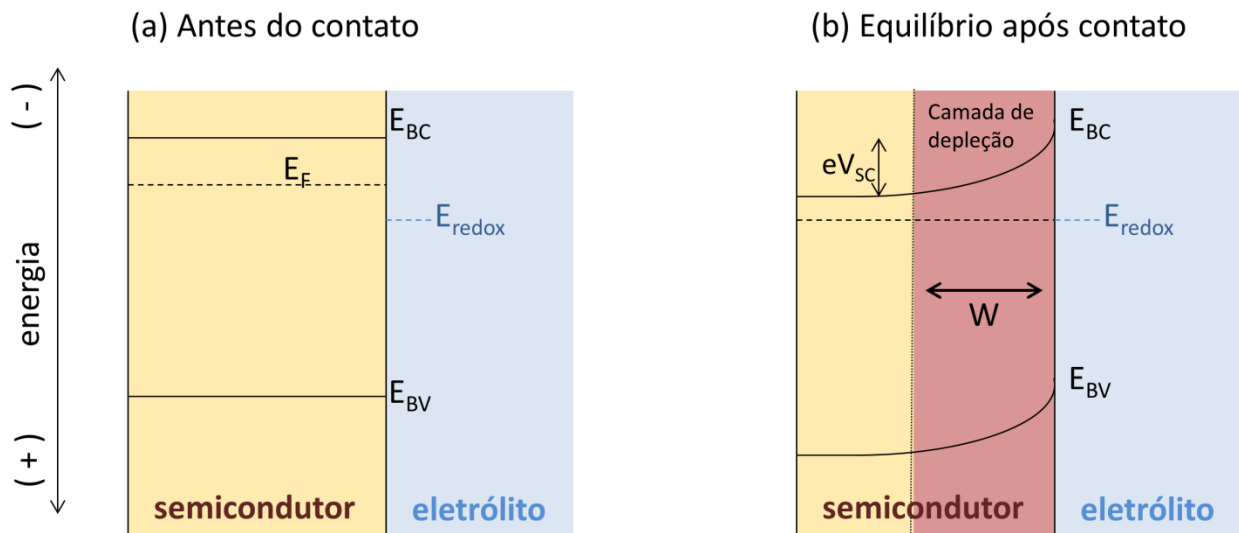 (a) Antes do contato
(b) Equilíbrio após contato
(-)
energia
(+)
E_BC
E_F
E_redox
E_BV
semicondutor
eletrólito
Camada de
depleção
eV_SC
E_BC
E_redox
W
E_BV
semicondutor
eletrólito